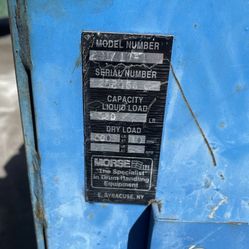 MODEL NUMBER
SERIAL NUMBER
CAPACITY
LIQUID LOAD
LB
DRY LOAD
MORSE
"The Specialist
in Drum Handling
Equipment"
E. SYRACUSE, NY